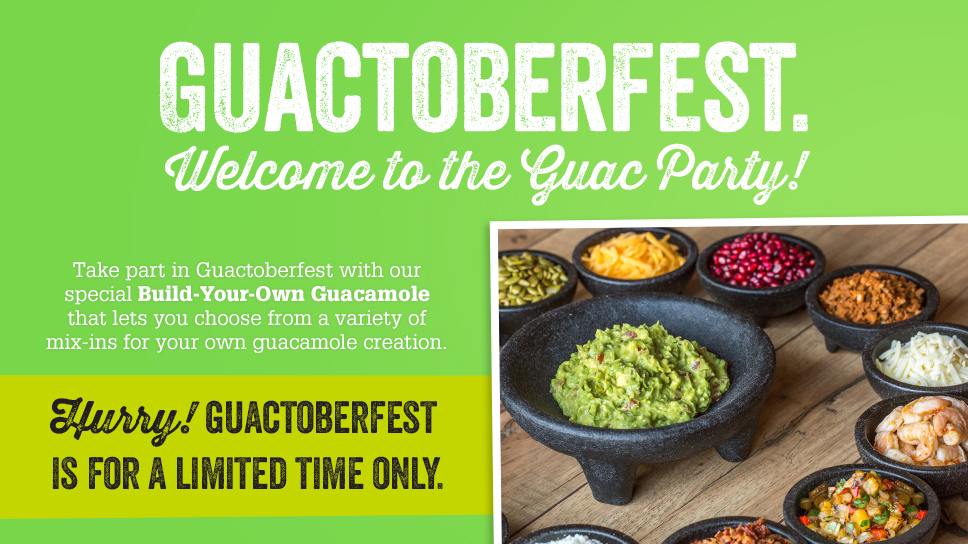 GUACTOBERFEST.
Welcome to the Guac Party!
Take part in Guactoberfest with our
special Build-Your-Own Guacamole
that lets you choose from a variety of
mix-ins for your own guacamole creation.
Hurry! GUACTOBERFEST
IS FOR A LIMITED TIME ONLY.